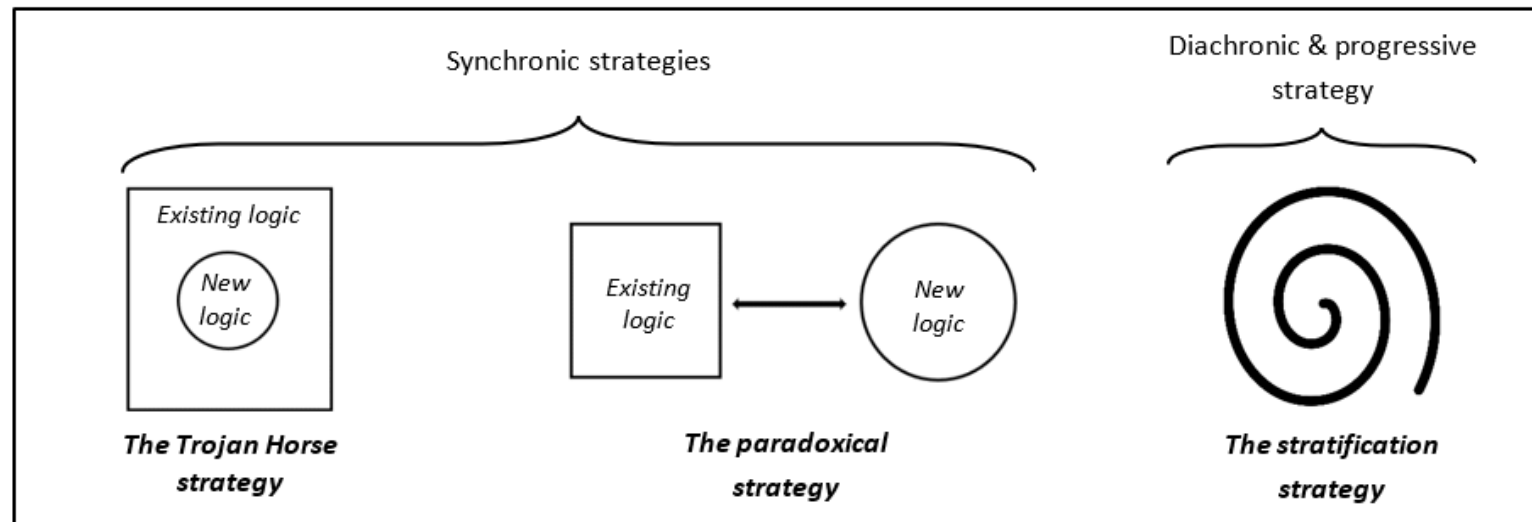 Synchronic strategies
Diachronic & progressive
strategy
Existing logic
New
logic
Existing
logic
New
logic
The Trojan Horse
strategy
The paradoxical
strategy
The stratification
strategy